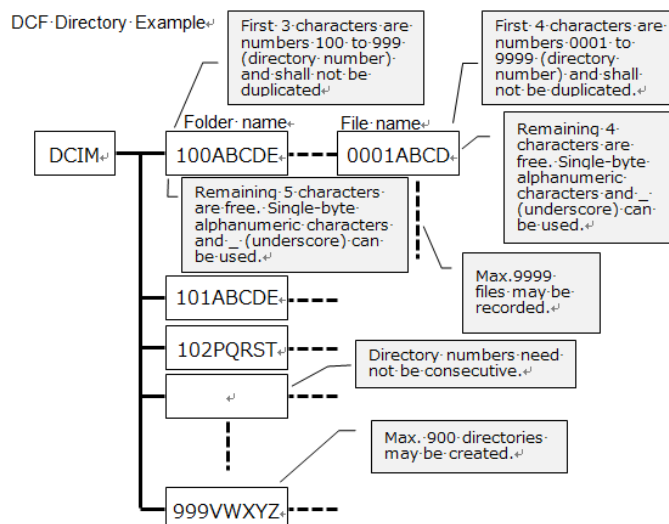 DCF Directory Example
First 3 characters are
numbers 100 to 999
(directory number)
and shall not be
duplicated
First 4 characters are
numbers 0001 to
9999 (directory
number) and shall
not be duplicated.
Folder name
File name
DCIM
100ABCDE
0001ABCD
Remaining 4
characters are
free. Single-byte
alphanumeric
characters and _
(underscore) can
be used.
Remaining 5 characters
are free. Single-byte
alphanumeric characters
and _ (underscore) can
be used.
Max.9999
files may be
recorded.
101ABCDE
102PQRST
Directory numbers need
not be consecutive.
Max. 900 directories
may be created.
999VWXYZ